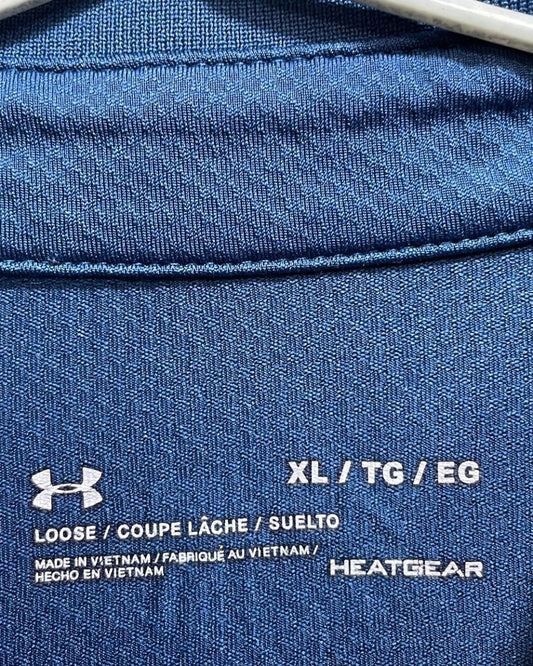 XL / TG / EG
LOOSE / COUPE LÂCHE / SUELTO
MADE IN VIETNAM / FABRIQUÉ AU VIETNAM /
HECHO EN VIETNAM
HEATGEAR